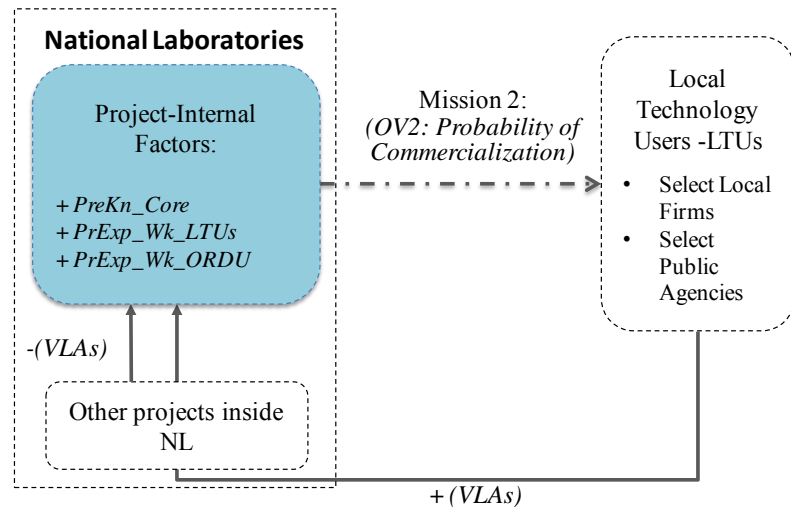 National Laboratories
Project-Internal
Factors:
+ PreKn_Core
+ PrExp_Wk_LTUs
+ PrExp_Wk_ORDU
-(VLAs)
Other projects inside
NL
Mission 2:
(OV2: Probability of
Commercialization)
Local
Technology
Users -LTUs
• Select Local
Firms
• Select
Public
Agencies
+ (VLAs)